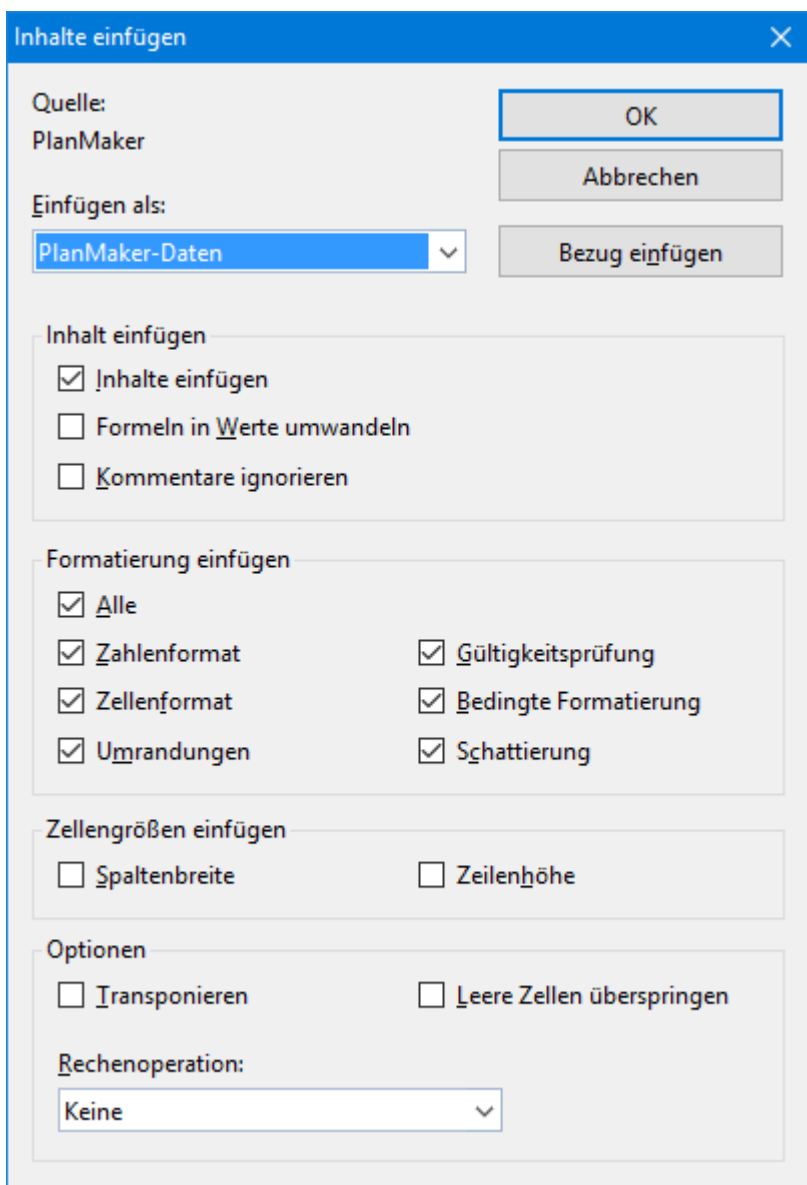 Inhalte einfügen
Quelle:
PlanMaker
OK
Abbrechen
Einfügen als:
PlanMaker-Daten
Bezug einfügen
Inhalt einfügen
Inhalte einfügen
Formeln in Werte umwandeln
Kommentare ignorieren
Formatierung einfügen
Alle
Zahlenformat
Gültigkeitsprüfung
Zellenformat
Bedingte Formatierung
Umrandungen
Schattierung
Zellengrößen einfügen
Spaltenbreite
Zeilenhöhe
Optionen
Transponieren
Leere Zellen überspringen
Rechenoperation:
Keine